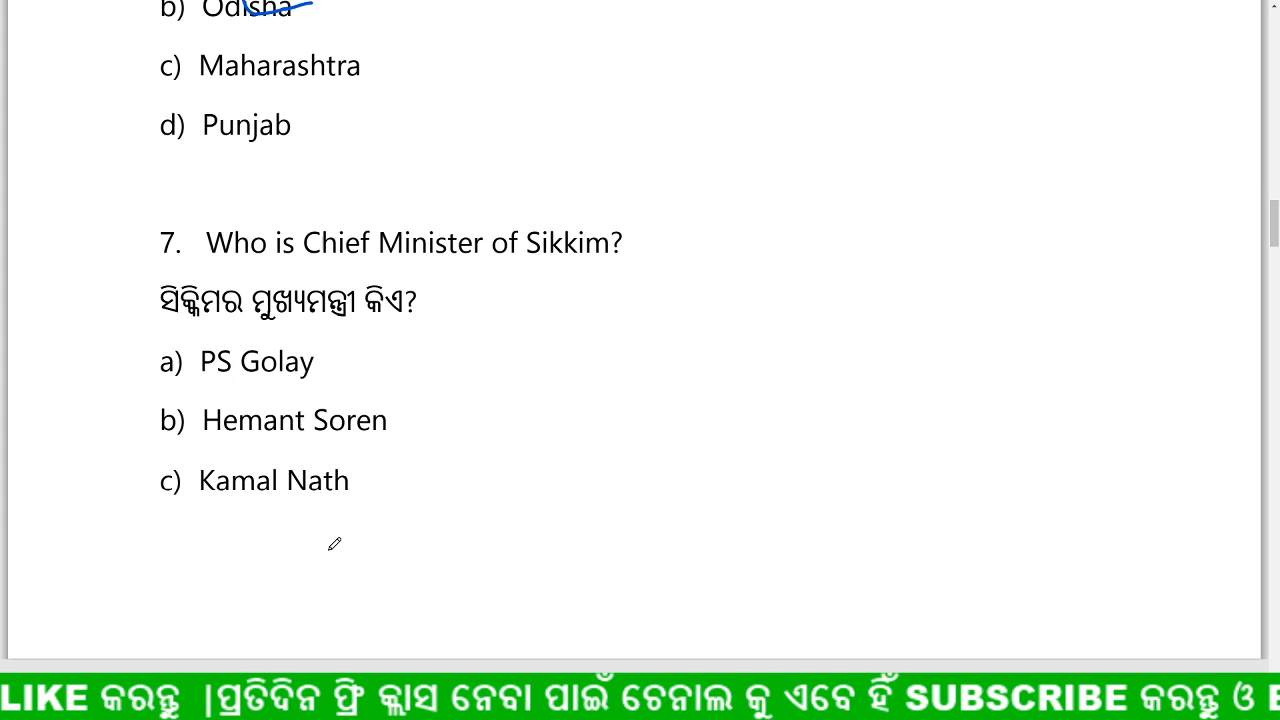 b) Odisha
c) Maharashtra
d) Punjab
7. Who is Chief Minister of Sikkim?
ସିକ୍କିମର ମୁଖ୍ୟମନ୍ତ୍ରୀ କିଏ?
a) PS Golay
b) Hemant Soren
c) Kamal Nath
LIKE କରନ୍ତୁ |ପ୍ରତିଦିନ ଫ୍ରି କ୍ଲାସ ନେବା ପାଇଁ ଚେନାଲ କୁ ଏବେ ହିଁ SUBSCRIBE କରନ୍ତୁ ଓ